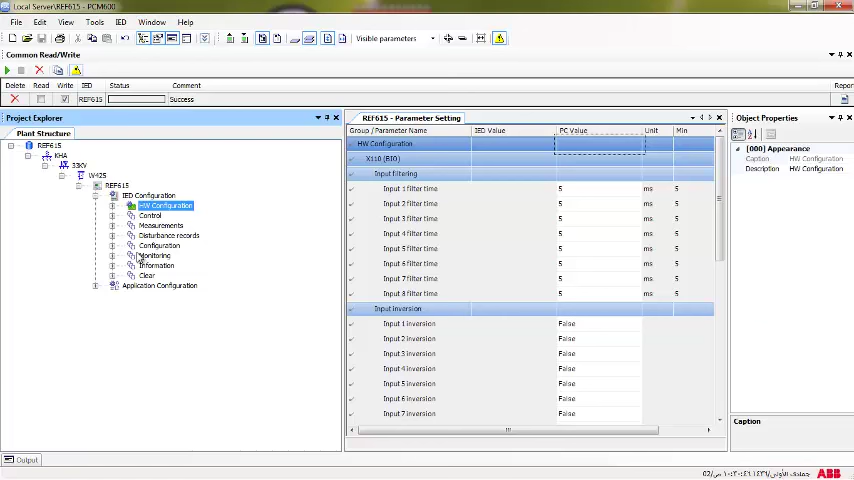 Local Server\REF615 - PCM600
File Edit View Tools IED Window Help
Visible parameters
Common Read/Write
Delete Read Write IED Status Comment Report
REF615 Success
Project Explorer
Plant Structure
REF615
KHA
33KV
W425
REF615
IED Configuration
HW Configuration
Control
Measurements
Disturbance records
Configuration
Monitoring
Information
Clear
Application Configuration
REF615 - Parameter Setting
Group / Parameter Name IED Value PC Value Unit Min
HW Configuration
X110 (BIO)
Input filtering
Input 1 filter time 5 ms 5
Input 2 filter time 5 ms 5
Input 3 filter time 5 ms 5
Input 4 filter time 5 ms 5
Input 5 filter time 5 ms 5
Input 6 filter time 5 ms 5
Input 7 filter time 5 ms 5
Input 8 filter time 5 ms 5
Input inversion
Input 1 inversion False
Input 2 inversion False
Input 3 inversion False
Input 4 inversion False
Input 5 inversion False
Input 6 inversion False
Input 7 inversion False
Object Properties
[000] Appearance
Caption HW Configuration
Description HW Configuration
Caption
Output
ABB